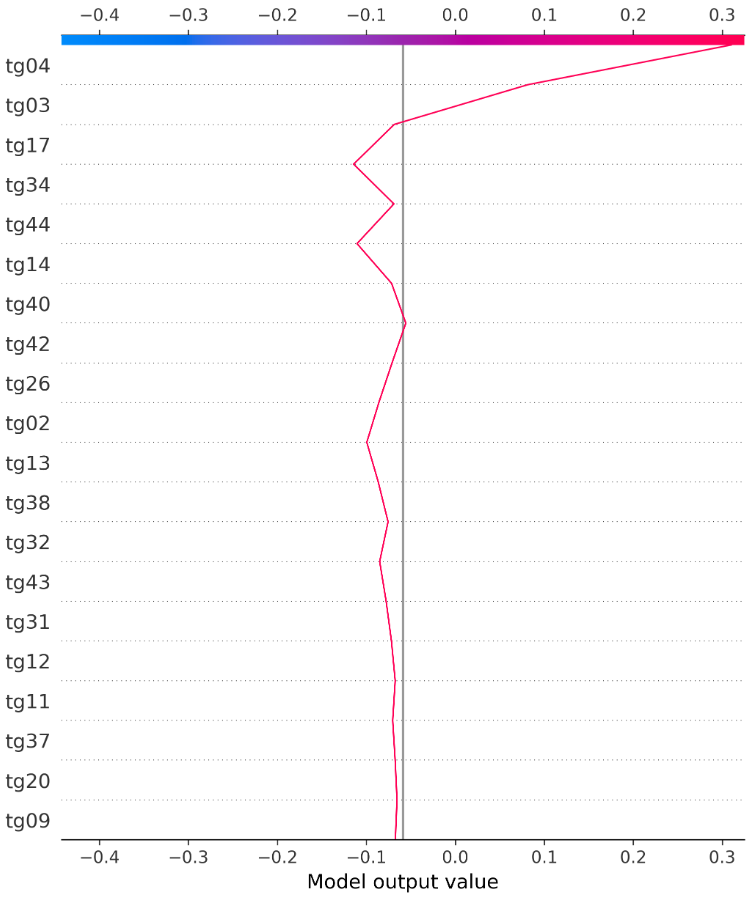 −0.4 −0.3 −0.2 −0.1 0.0 0.1 0.2 0.3
tg04
tg03
tg17
tg34
tg44
tg14
tg40
tg42
tg26
tg02
tg13
tg38
tg32
tg43
tg31
tg12
tg11
tg37
tg20
tg09
−0.4 −0.3 −0.2 −0.1 0.0 0.1 0.2 0.3
Model output value